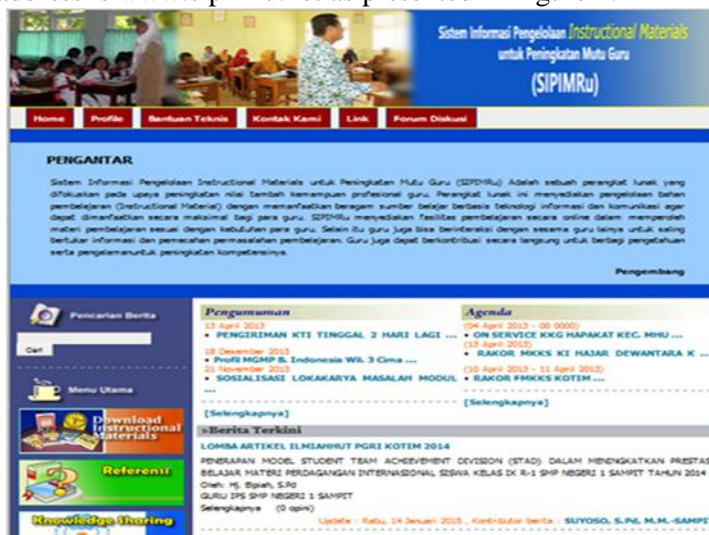 Sistem Informasi Pengelolaan Instructional Materials
untuk Peningkatan Mutu Guru
(SIPIMRu)
Home Profile Bantuan Teknis Kontak Kami Link Forum Diskusi
PENGANTAR
Sistem Informasi Pengelolaan Instructional Materials untuk Peningkatan Mutu Guru (SIPIMRu) Adalah sebuah perangkat lunak yang
difokuskan pada upaya peningkatan nilai tambah kemampuan profesional guru. Perangkat lunak ini menyediakan pengelolaan bahan
pembelajaran (Instructional Material) dengan memanfaatkan beragam sumber belajar berbasis teknologi informasi dan komunikasi agar
dapat dimanfaatkan secara maksimal bagi para guru. SIPIMRu menyediakan fasilitas pembelajaran secara online dalam memperoleh
materi pembelajaran sesuai dengan kebutuhan para guru. Selain itu guru juga bisa berinteraksi dengan sesama guru lainya untuk saling
bertukar informasi dan pemecahan permasalahan pembelajaran. Guru juga dapat berkontribusi secara langsung untuk berbagi pengetahuan
serta pengalamanuntuk peningkatan kompetensinya.
Pengembang
Pencarian Berita
Cari
Menu Utama
Download
Instructional
Materials
Referensi
Knowledge Sharing
Pengumuman
13 April 2013
• PENGIRIMAN KTI TINGGAL 2 HARI LAGI ...
18 Desember 2013
• Profil MGMP B. Indonesia Wil. 3 Cima ...
21 November 2013
• SOSIALISASI LOKAKARYA MASALAH MODUL
...
[Selengkapnya]
Agenda
(04 April 2013 - 00 0000)
• ON SERVICE KKG HAPAKAT KEC. MHU ...
(13 April 2013)
• RAKOR MKKS KI HAJAR DEWANTARA K ...
(10 April 2013 - 11 April 2013)
• RAKOR FMKKS KOTIM ...
[Selengkapnya]
»Berita Terkini
LOMBA ARTIKEL ILMIAHHUT PGRI KOTIM 2014
PENERAPAN MODEL STUDENT TEAM ACHIEVEMENT DIVISION (STAD) DALAM MENINGKATKAN PRESTAS
BELAJAR MATERI PERDAGANGAN INTERNASIONAL SISWA KELAS IX R-1 SMP NEGERI 1 SAMPIT TAHUN 2014
Oleh: Hj. Elpiah, S.Pd
GURU IPS SMP NEGERI 1 SAMPIT
Selengkapnya (0 opini)
Update : Rabu, 14 Januari 2015 , Kontributor berita : SUYOSO, S.Pd, M.M.-SAMPIT